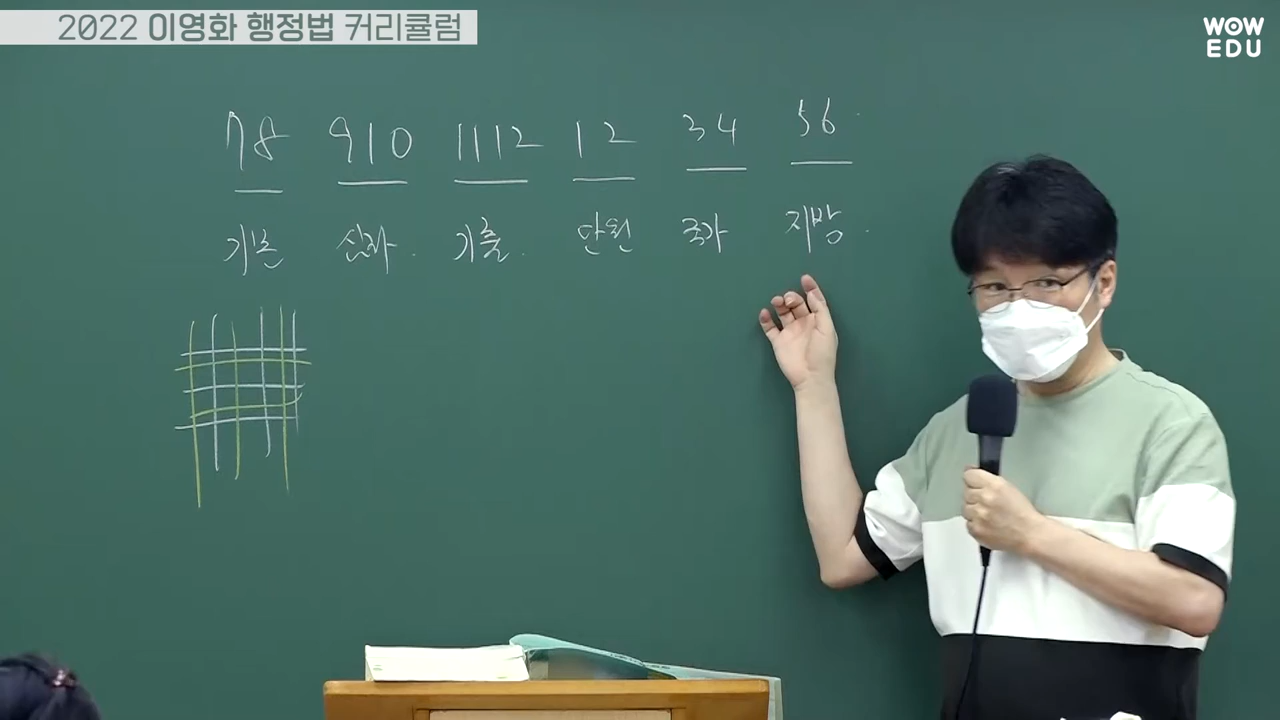 2022 이영화 행정법 커리큘럼
WOW
EDU
78 910 1112 12 34 56
기본 심화 기출 단원 국가 지방